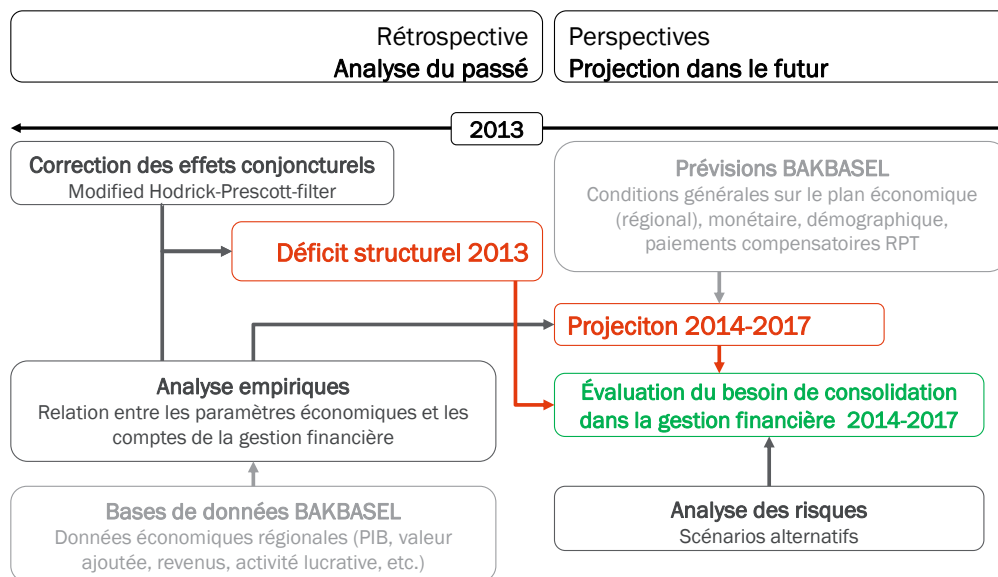 Rétrospective
Analyse du passé
Perspectives
Projection dans le futur
2013
Correction des effets conjoncturels
Modified Hodrick-Prescott-filter
Déficit structurel 2013
Analyse empiriques
Relation entre les paramètres économiques et les
comptes de la gestion financière
Bases de données BAKBASEL
Données économiques régionales (PIB, valeur
ajoutée, revenus, activité lucrative, etc.)
Prévisions BAKBASEL
Conditions générales sur le plan économique
(régional), monétaire, démographique,
paiements compensatoires RPT
Projeciton 2014-2017
Évaluation du besoin de consolidation
dans la gestion financière 2014-2017
Analyse des risques
Scénarios alternatifs